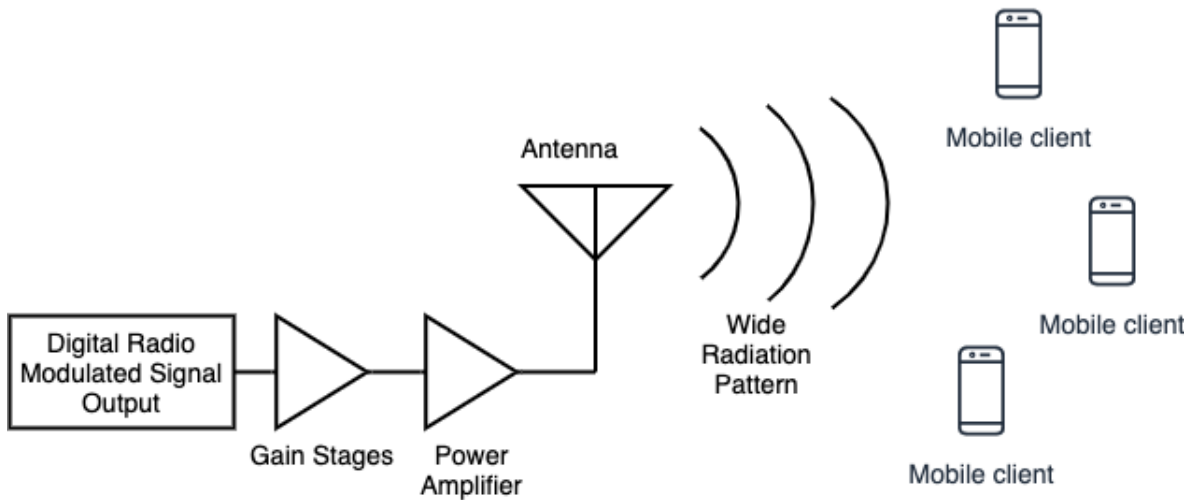 Mobile client
Antenna
Mobile client
Wide
Radiation
Pattern
Digital Radio
Modulated Signal
Output
Gain Stages
Power
Amplifier
Mobile client